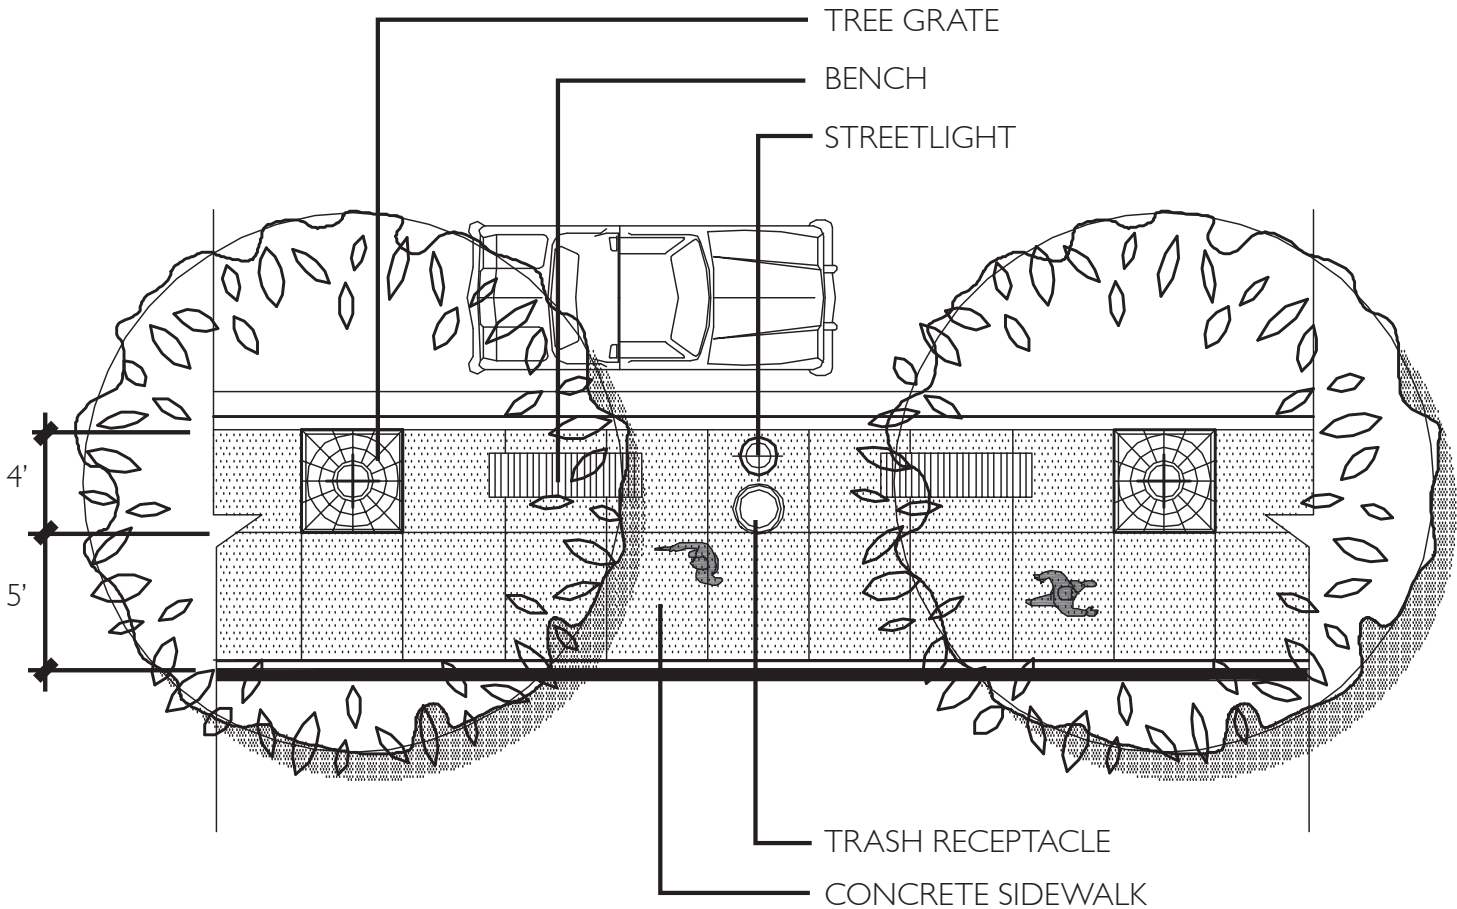 TREE GRATE
BENCH
STREETLIGHT
4’
5’
TRASH RECEPTACLE
CONCRETE SIDEWALK